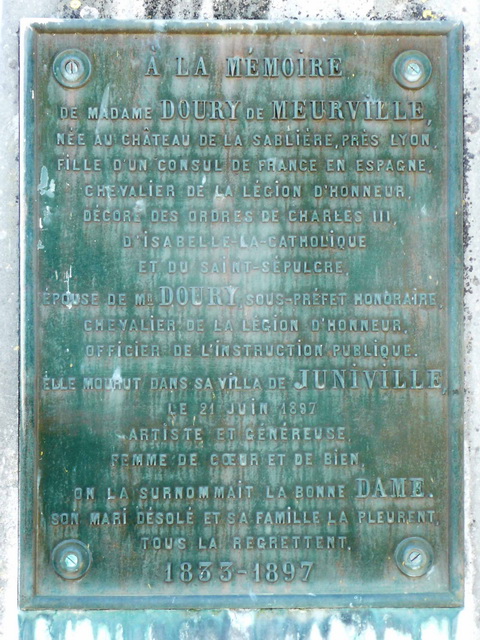 À LA MÉMOIRE
DE MADAME DOURY DE MEURVILLE,
NÉE AU CHÂTEAU DE LA SABLIÈRE, PRÈS LYON,
FILLE D'UN CONSUL DE FRANCE EN ESPAGNE,
CHEVALIER DE LA LÉGION D'HONNEUR,
DÉCORÉ DES ORDRES DE CHARLES III,
D'ISABELLE-LA-CATHOLIQUE
ET DU SAINT-SÉPULCRE,
ÉPOUSE DE MR DOURY SOUS-PRÉFET HONORAIRE,
CHEVALIER DE LA LÉGION D'HONNEUR,
OFFICIER DE L'INSTRUCTION PUBLIQUE.
ELLE MOURUT DANS SA VILLA DE JUNIVILLE,
LE 21 JUIN 1897
ARTISTE ET GÉNÉREUSE,
FEMME DE CŒUR ET DE BIEN,
ON LA SURNOMMAIT LA BONNE DAME.
SON MARI DÉSOLÉ ET SA FAMILLE LA PLEURENT,
TOUS LA REGRETTENT.
1833-1897